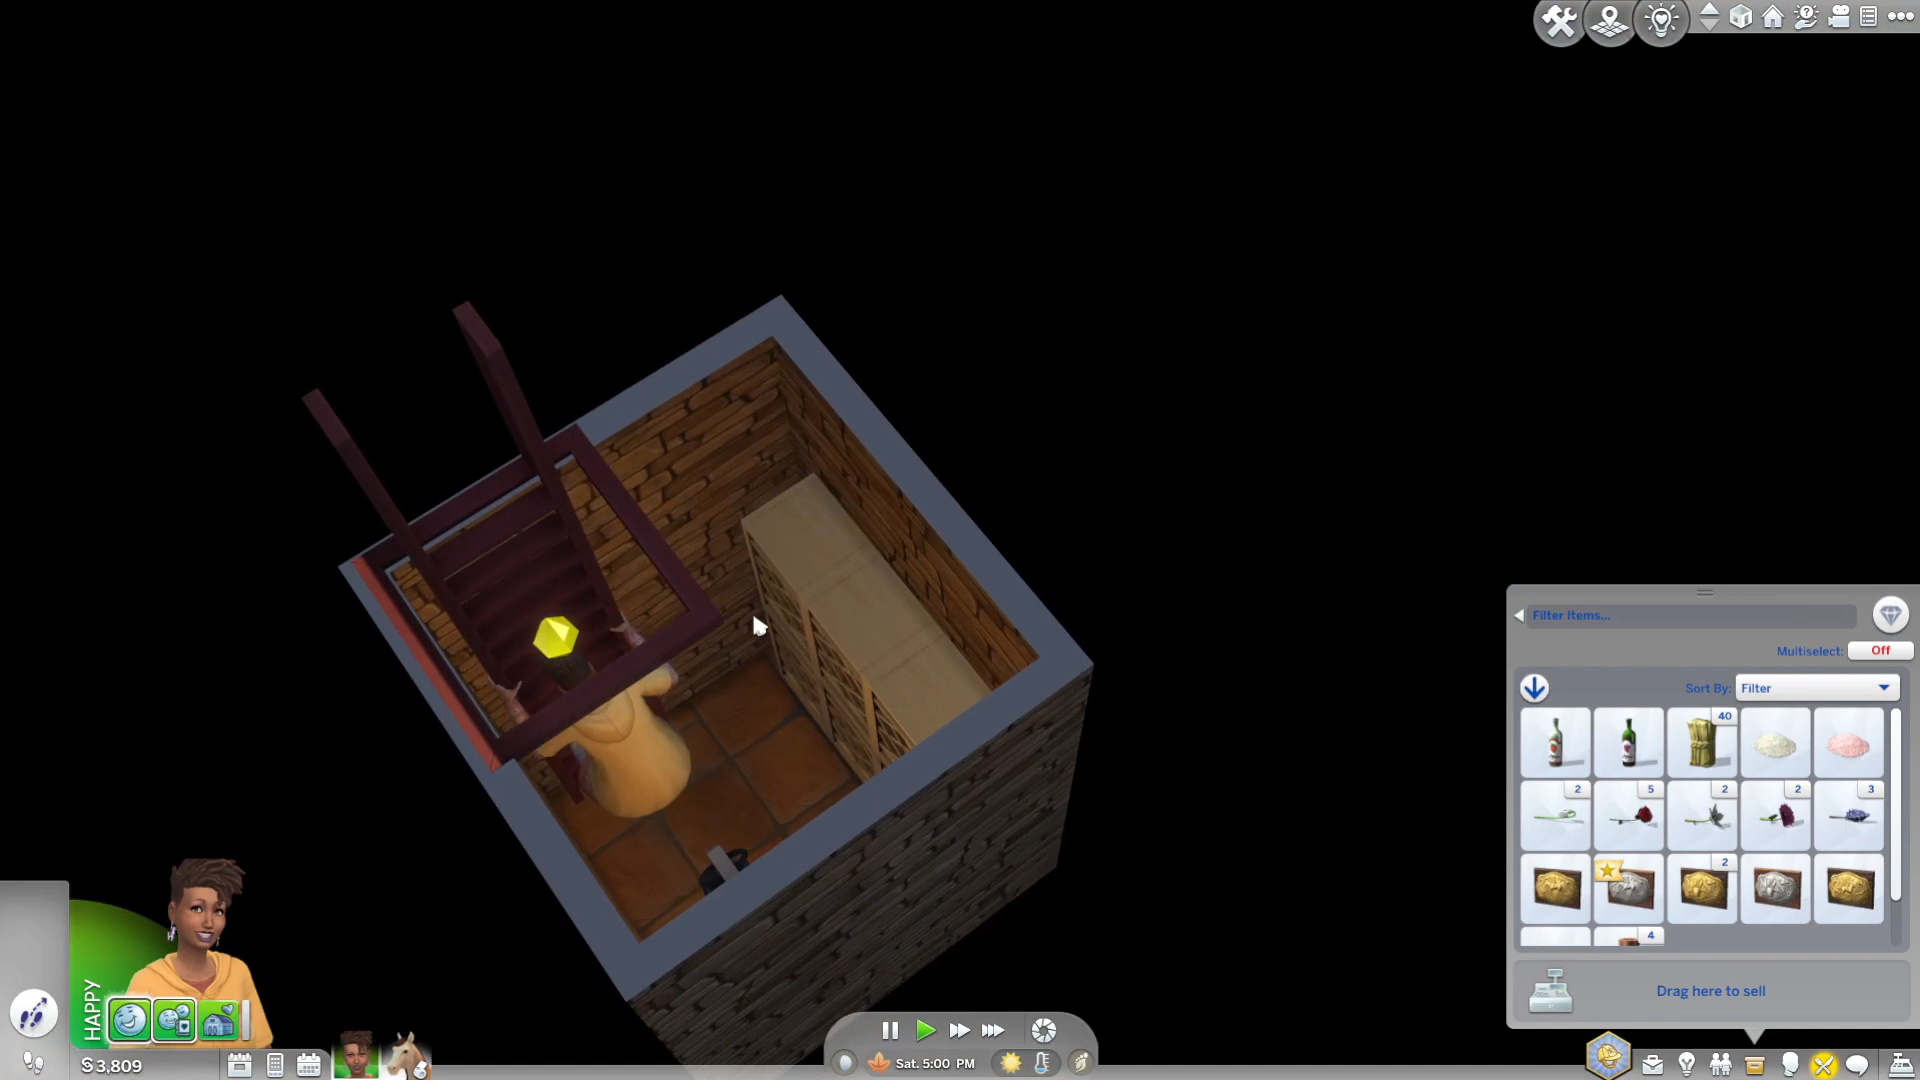 Filter Items...
Multiselect: Off
Sort By: Filter
40
2 5 2 2 3
2
4
Drag here to sell
HAPPY
§3,809
Sat. 5:00 PM